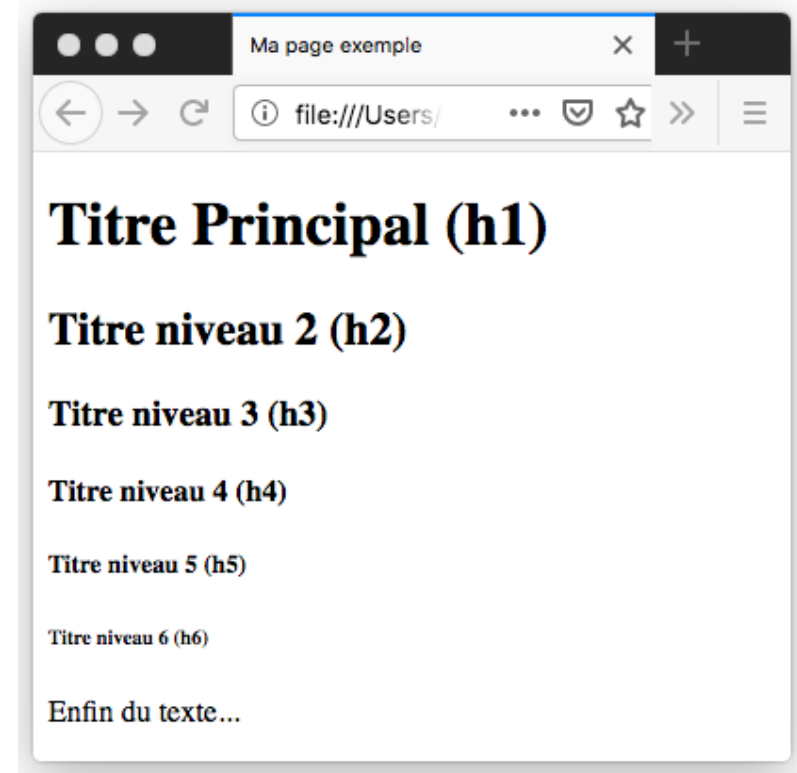 Ma page exemple
file:///Users/
Titre Principal (h1)
Titre niveau 2 (h2)
Titre niveau 3 (h3)
Titre niveau 4 (h4)
Titre niveau 5 (h5)
Titre niveau 6 (h6)
Enfin du texte...